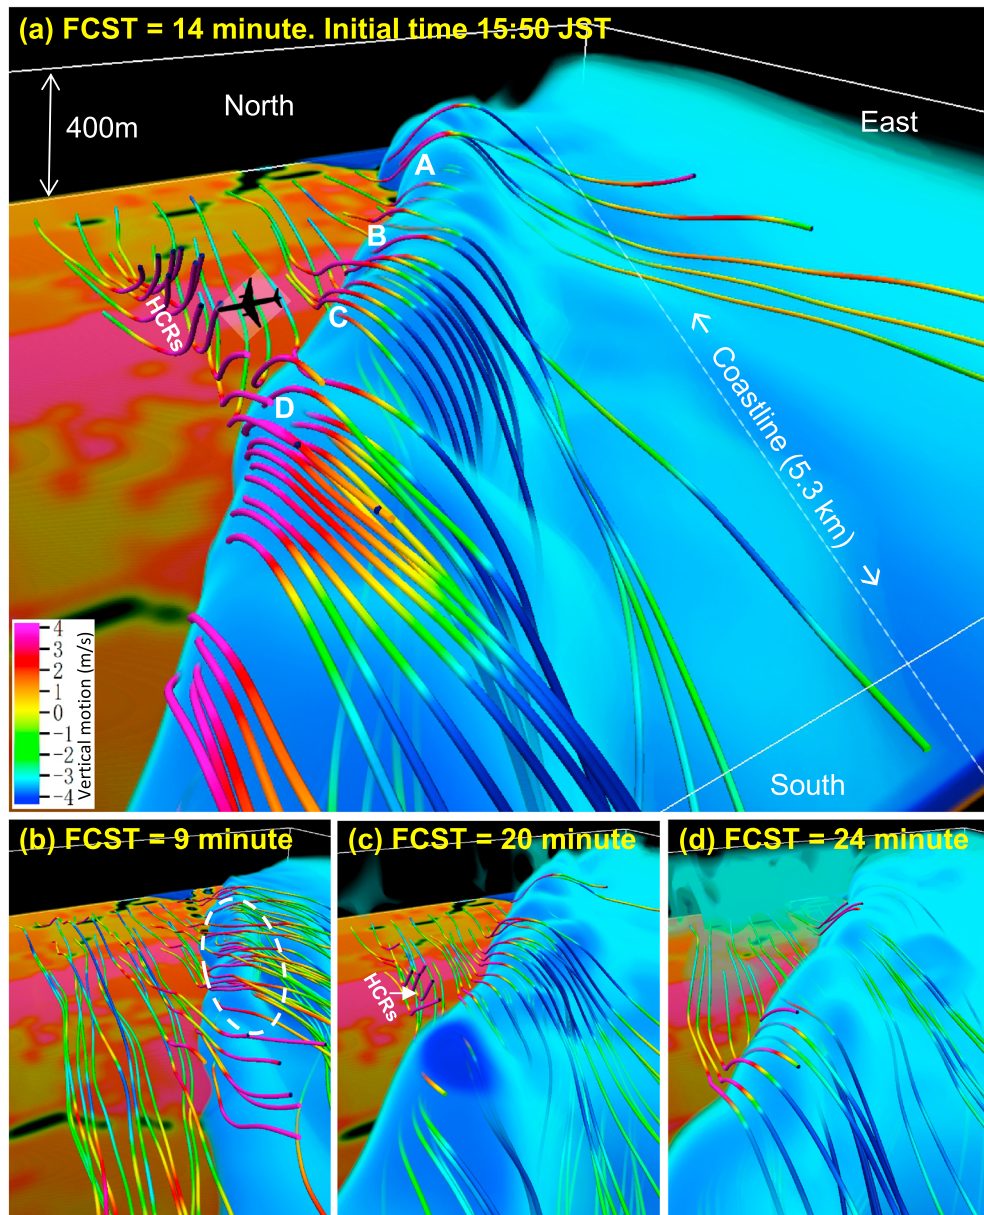 (a) FCST = 14 minute. Initial time 15:50 JST
North
East
400m
A
B
C
D
HCRs
Coastline (5.3 km)
4
3
2
1
0
-1
-2
-3
-4
Vertical motion (m/s)
South
(b) FCST = 9 minute
(c) FCST = 20 minute
HCRs
(d) FCST = 24 minute